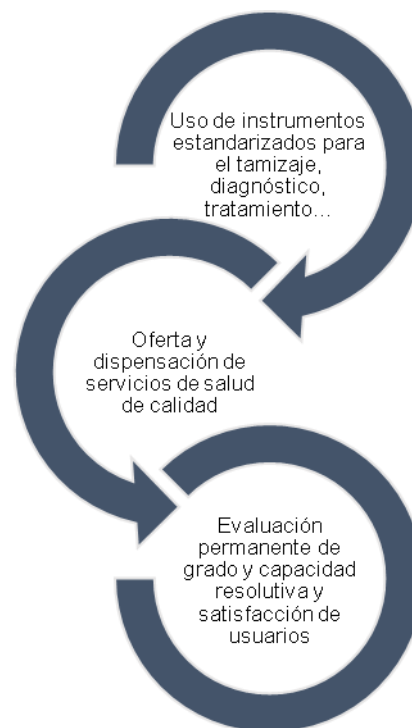 Uso de instrumentos
estandarizados para
el tamizaje,
diagnóstico,
tratamiento...
Oferta y
dispensación de
servicios de salud
de calidad
Evaluación
permanente de
grado y capacidad
resolutiva y
satisfacción de
usuarios